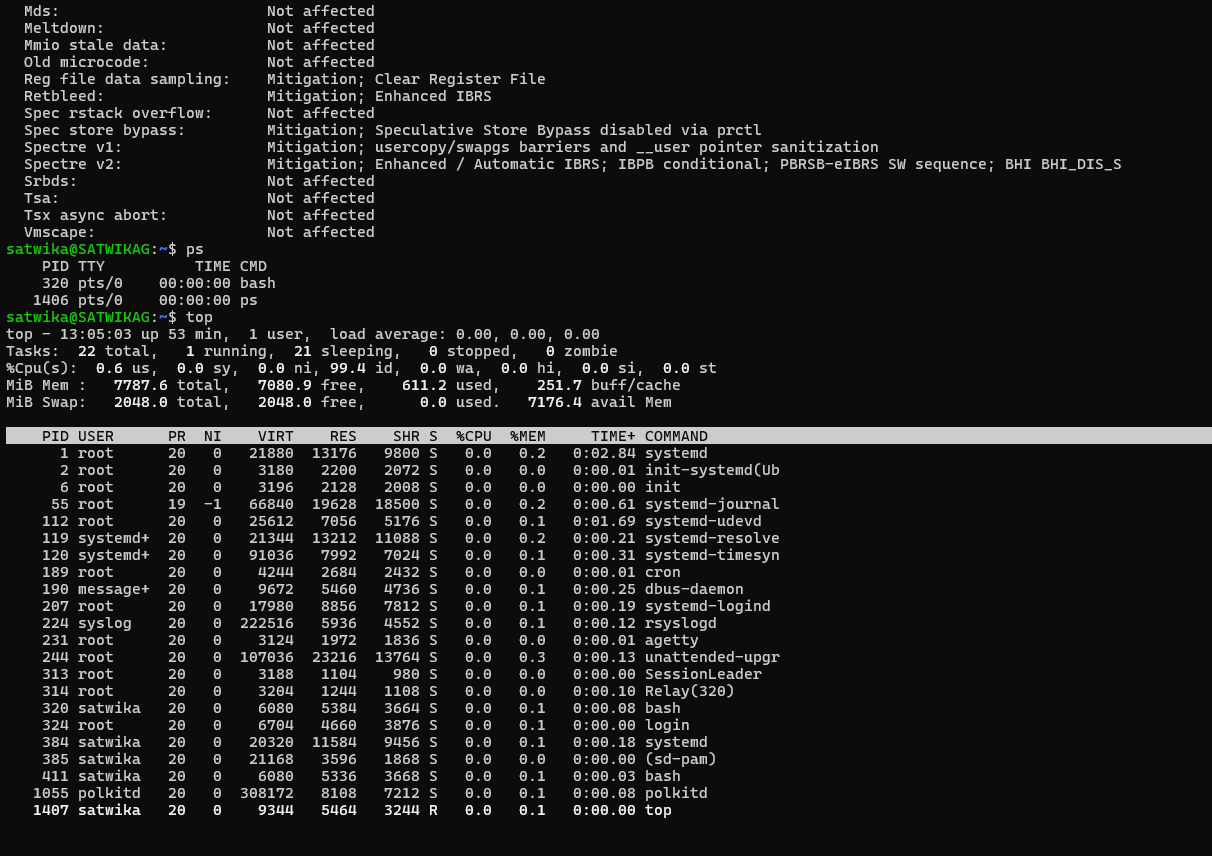 Mds: Not affected
Meltdown: Not affected
Mmio stale data: Not affected
Old microcode: Not affected
Reg file data sampling: Mitigation; Clear Register File
Retbleed: Mitigation; Enhanced IBRS
Spec rstack overflow: Not affected
Spec store bypass: Mitigation; Speculative Store Bypass disabled via prctl
Spectre v1: Mitigation; usercopy/swapgs barriers and __user pointer sanitization
Spectre v2: Mitigation; Enhanced / Automatic IBRS; IBPB conditional; PBRSB-eIBRS SW sequence; BHI BHI_DIS_S
Srbds: Not affected
Tsa: Not affected
Tsx async abort: Not affected
Vmscape: Not affected
satwika@SATWIKAG:~$ ps
PID TTY TIME CMD
320 pts/0 00:00:00 bash
1406 pts/0 00:00:00 ps
satwika@SATWIKAG:~$ top
top - 13:05:03 up 53 min, 1 user, load average: 0.00, 0.00, 0.00
Tasks: 22 total, 1 running, 21 sleeping, 0 stopped, 0 zombie
%Cpu(s): 0.6 us, 0.0 sy, 0.0 ni, 99.4 id, 0.0 wa, 0.0 hi, 0.0 si, 0.0 st
MiB Mem : 7787.6 total, 7080.9 free, 611.2 used, 251.7 buff/cache
MiB Swap: 2048.0 total, 2048.0 free, 0.0 used. 7176.4 avail Mem
PID USER PR NI VIRT RES SHR S %CPU %MEM TIME+ COMMAND
1 root 20 0 21880 13176 9800 S 0.0 0.2 0:02.84 systemd
2 root 20 0 3180 2200 2072 S 0.0 0.0 0:00.01 init-systemd(Ub
6 root 20 0 3196 2128 2008 S 0.0 0.0 0:00.00 init
55 root 19 -1 66840 19628 18500 S 0.0 0.2 0:00.61 systemd-journal
112 root 20 0 25612 7056 5176 S 0.0 0.1 0:01.69 systemd-udevd
119 systemd+ 20 0 21344 13212 11088 S 0.0 0.2 0:00.21 systemd-resolve
120 systemd+ 20 0 91036 7992 7024 S 0.0 0.1 0:00.31 systemd-timesyn
189 root 20 0 4244 2684 2432 S 0.0 0.0 0:00.01 cron
190 message+ 20 0 9672 5460 4736 S 0.0 0.1 0:00.25 dbus-daemon
207 root 20 0 17980 8856 7812 S 0.0 0.1 0:00.19 systemd-logind
224 syslog 20 0 222516 5936 4552 S 0.0 0.1 0:00.12 rsyslogd
231 root 20 0 3124 1972 1836 S 0.0 0.0 0:00.01 agetty
244 root 20 0 107036 23216 13764 S 0.0 0.3 0:00.13 unattended-upgr
313 root 20 0 3188 1104 980 S 0.0 0.0 0:00.00 SessionLeader
314 root 20 0 3204 1244 1108 S 0.0 0.0 0:00.10 Relay(320)
320 satwika 20 0 6080 5384 3664 S 0.0 0.1 0:00.08 bash
324 root 20 0 6704 4660 3876 S 0.0 0.1 0:00.00 login
384 satwika 20 0 20320 11584 9456 S 0.0 0.1 0:00.18 systemd
385 satwika 20 0 21168 3596 1868 S 0.0 0.0 0:00.00 (sd-pam)
411 satwika 20 0 6080 5336 3668 S 0.0 0.1 0:00.03 bash
1055 polkitd 20 0 308172 8108 7212 S 0.0 0.1 0:00.08 polkitd
1407 satwika 20 0 9344 5464 3244 R 0.0 0.1 0:00.00 top